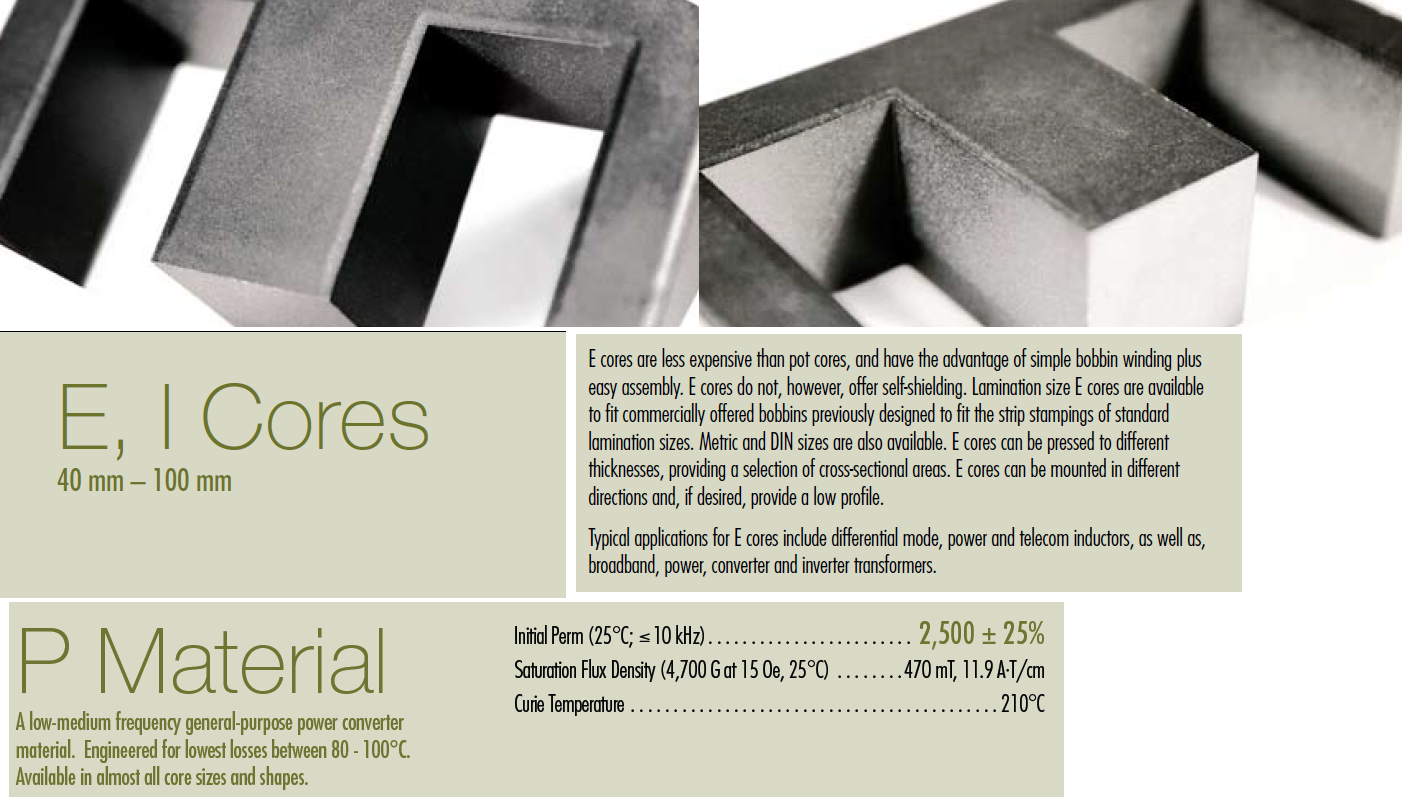 E, I Cores
40 mm – 100 mm
E cores are less expensive than pot cores, and have the advantage of simple bobbin winding plus
easy assembly. E cores do not, however, offer self-shielding. Lamination size E cores are available
to fit commercially offered bobbins previously designed to fit the strip stampings of standard
lamination sizes. Metric and DIN sizes are also available. E cores can be pressed to different
thicknesses, providing a selection of cross-sectional areas. E cores can be mounted in different
directions and, if desired, provide a low profile.
Typical applications for E cores include differential mode, power and telecom inductors, as well as,
broadband, power, converter and inverter transformers.
P Material
A low-medium frequency general-purpose power converter
material. Engineered for lowest losses between 80 - 100°C.
Available in almost all core sizes and shapes.
Initial Perm (25°C; ≤ 10 kHz) . . . . . . . . . . . . . . . . . . . . . . . . 2,500 ± 25%
Saturation Flux Density (4,700 G at 15 Oe, 25°C) . . . . . . . . 470 mT, 11.9 A·T/cm
Curie Temperature . . . . . . . . . . . . . . . . . . . . . . . . . . . . . . . . . . . . . . . . . . . 210°C